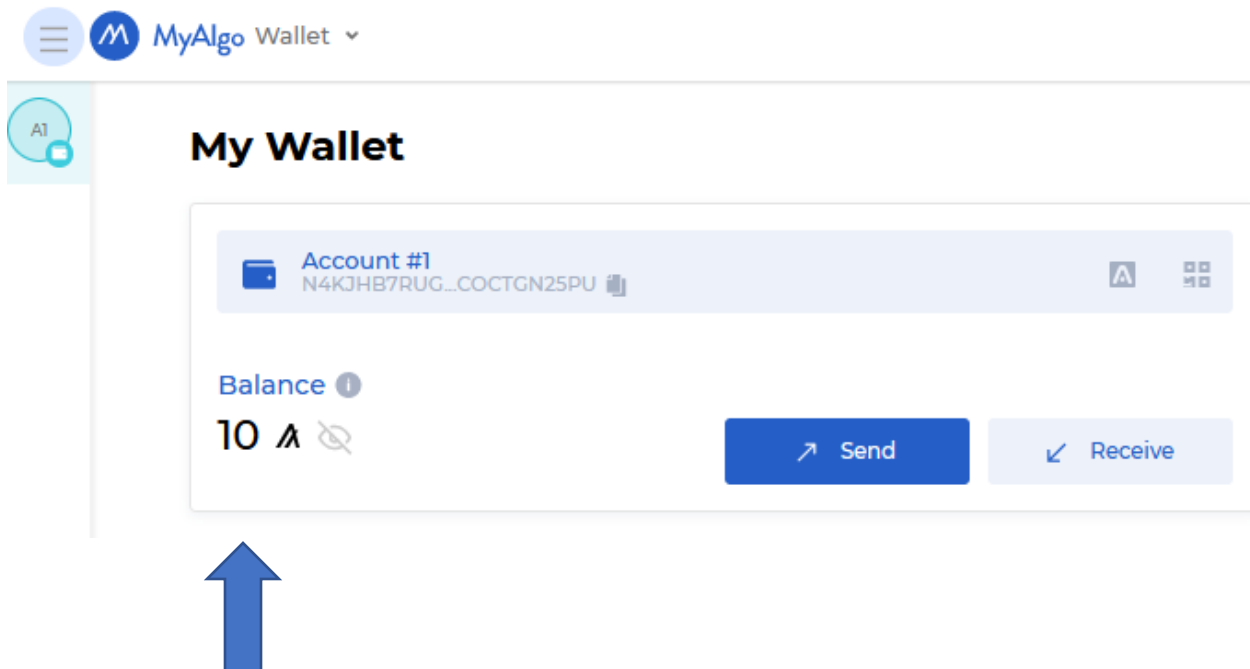 MyAlgo Wallet
A1
My Wallet
Account #1
N4KJHB7RUG...COCTGN25PU
Balance
10
Send
Receive